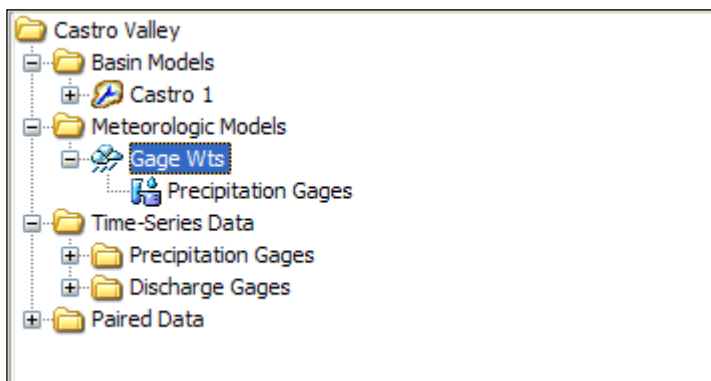 Castro Valley
Basin Models
Castro 1
Meteorologic Models
Gage Wts
Precipitation Gages
Time-Series Data
Precipitation Gages
Discharge Gages
Paired Data